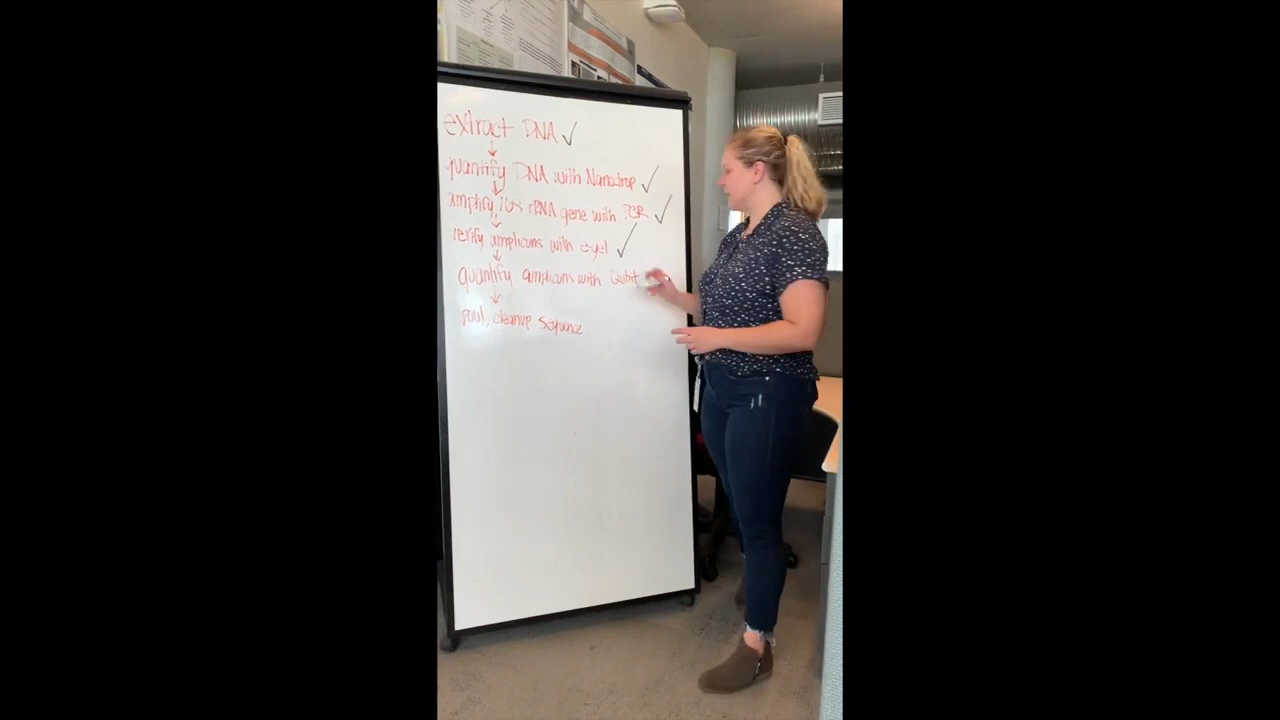 extract DNA ✓
↓
quantify DNA with Nanodrop ✓
↓
amplify 16s rRNA gene with PCR ✓
↓
verify amplicons with egel ✓
↓
quantify amplicons with Qubit
↓
pool, cleanup, sequence